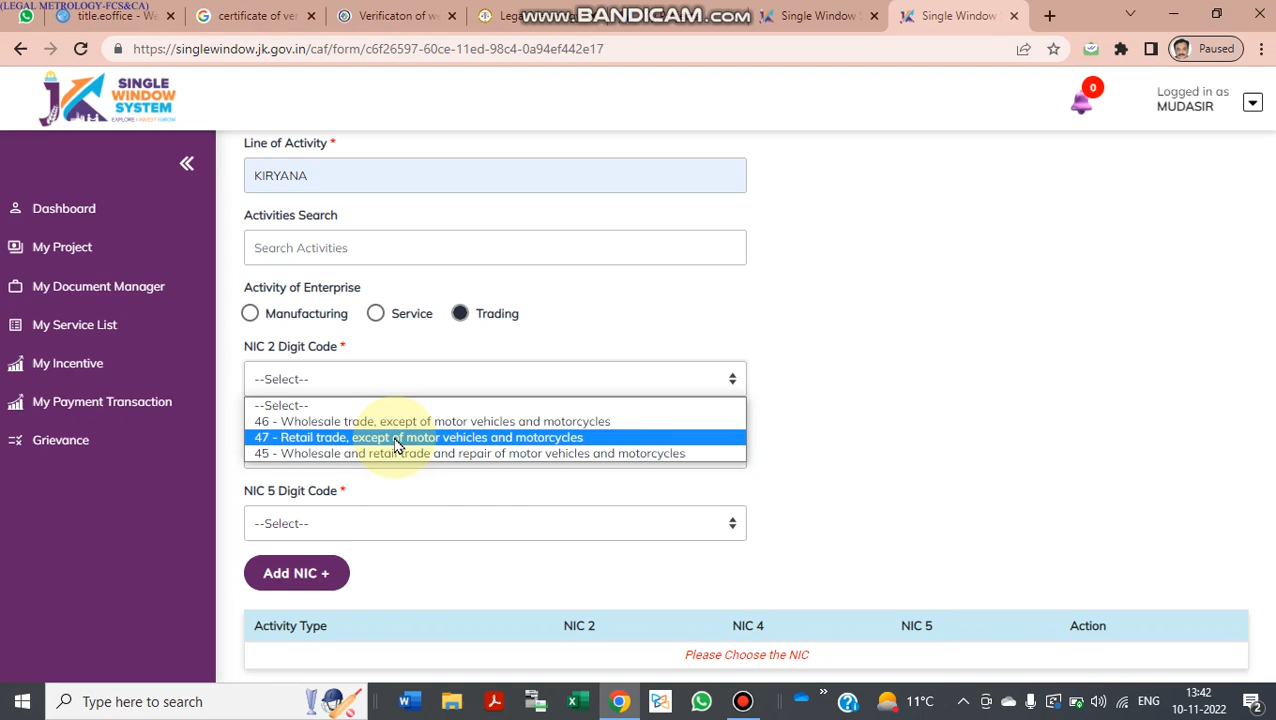 (LEGAL METROLOGY-FCS&CA)
www.BANDICAM.com
title.eoffice - w
certificate of ver
Verificaton of w
Lega
Single Window
Single Window
https://singlewindow.jk.gov.in/caf/form/c6f26597-60ce-11ed-98c4-0a94ef442e17
Paused
SINGLE
WINDOW
SYSTEM
EXPLORE I INVEST I GROW
0
Logged in as
MUDASIR
Dashboard
My Project
My Document Manager
My Service List
My Incentive
My Payment Transaction
Grievance
Line of Activity *
KIRYANA
Activities Search
Search Activities
Activity of Enterprise
Manufacturing
Service
Trading
NIC 2 Digit Code *
--Select--
--Select--
46 - Wholesale trade, except of motor vehicles and motorcycles
47 - Retail trade, except of motor vehicles and motorcycles
45 - Wholesale and retail trade and repair of motor vehicles and motorcycles
NIC 5 Digit Code *
--Select--
Add NIC +
Activity Type
NIC 2
NIC 4
NIC 5
Action
Please Choose the NIC
Type here to search
11°C
ENG
13:42
10-11-2022
2